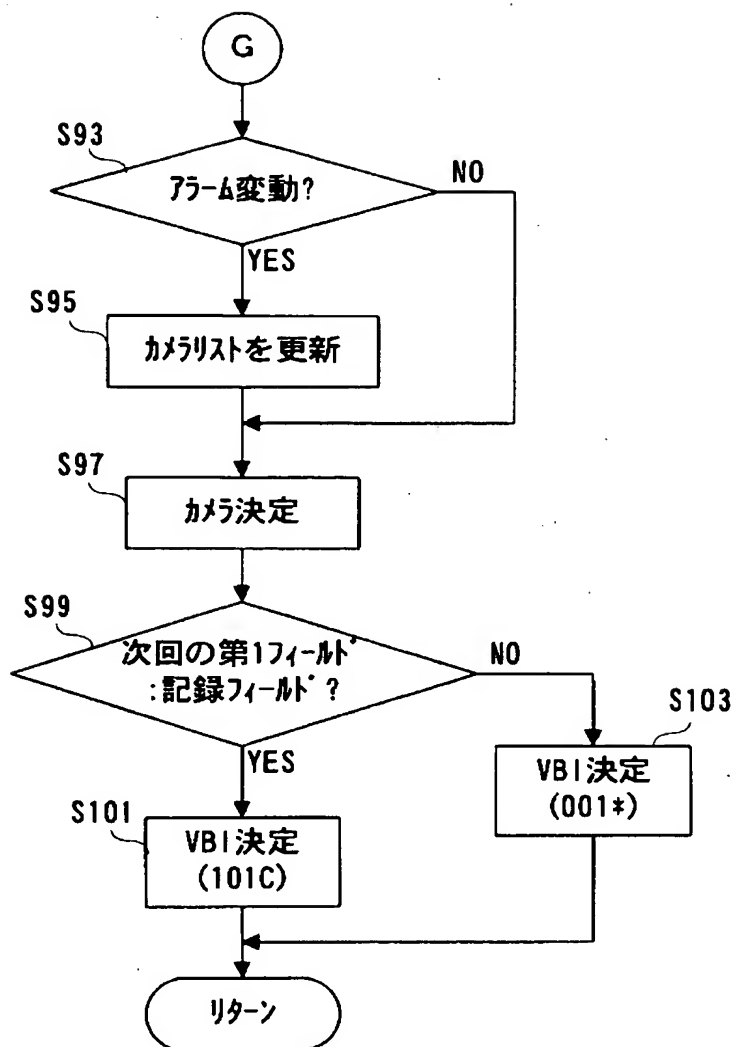 G
S93
アラーム変動?
NO
YES
S95
カメラリストを更新
S97
カメラ決定
S99
次回の第1フィールド
:記録フィールド?
NO
YES
S103
VBI決定
(001*)
S101
VBI決定
(101C)
リターン